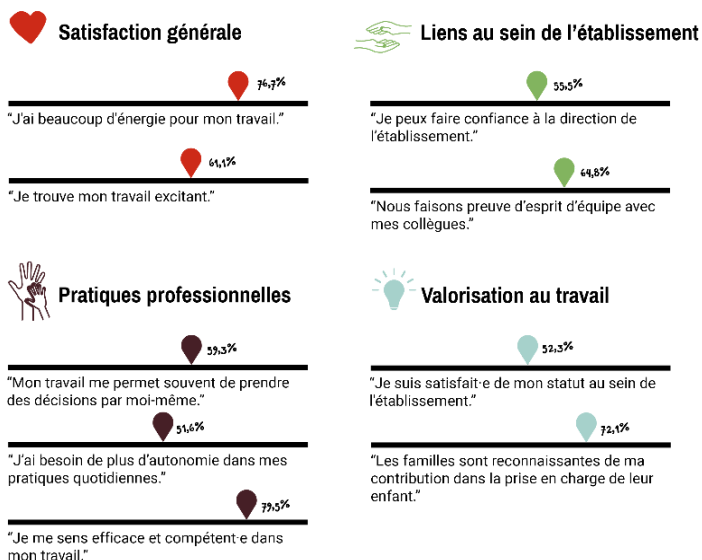 Satisfaction générale
76,7%
“J'ai beaucoup d'énergie pour mon travail.”
61,1%
“Je trouve mon travail excitant.”
Liens au sein de l’établissement
55,5%
“Je peux faire confiance à la direction de
l’établissement.”
64,8%
“Nous faisons preuve d’esprit d’équipe avec
mes collègues.”
Pratiques professionnelles
59,3%
“Mon travail me permet souvent de prendre
des décisions par moi-même.”
51,6%
“J’ai besoin de plus d’autonomie dans mes
pratiques quotidiennes.”
79,5%
“Je me sens efficace et compétent·e dans
mon travail.”
Valorisation au travail
52,3%
“Je suis satisfait·e de mon statut au sein de
l’établissement.”
72,1%
“Les familles sont reconnaissantes de ma
contribution dans la prise en charge de leur
enfant.”